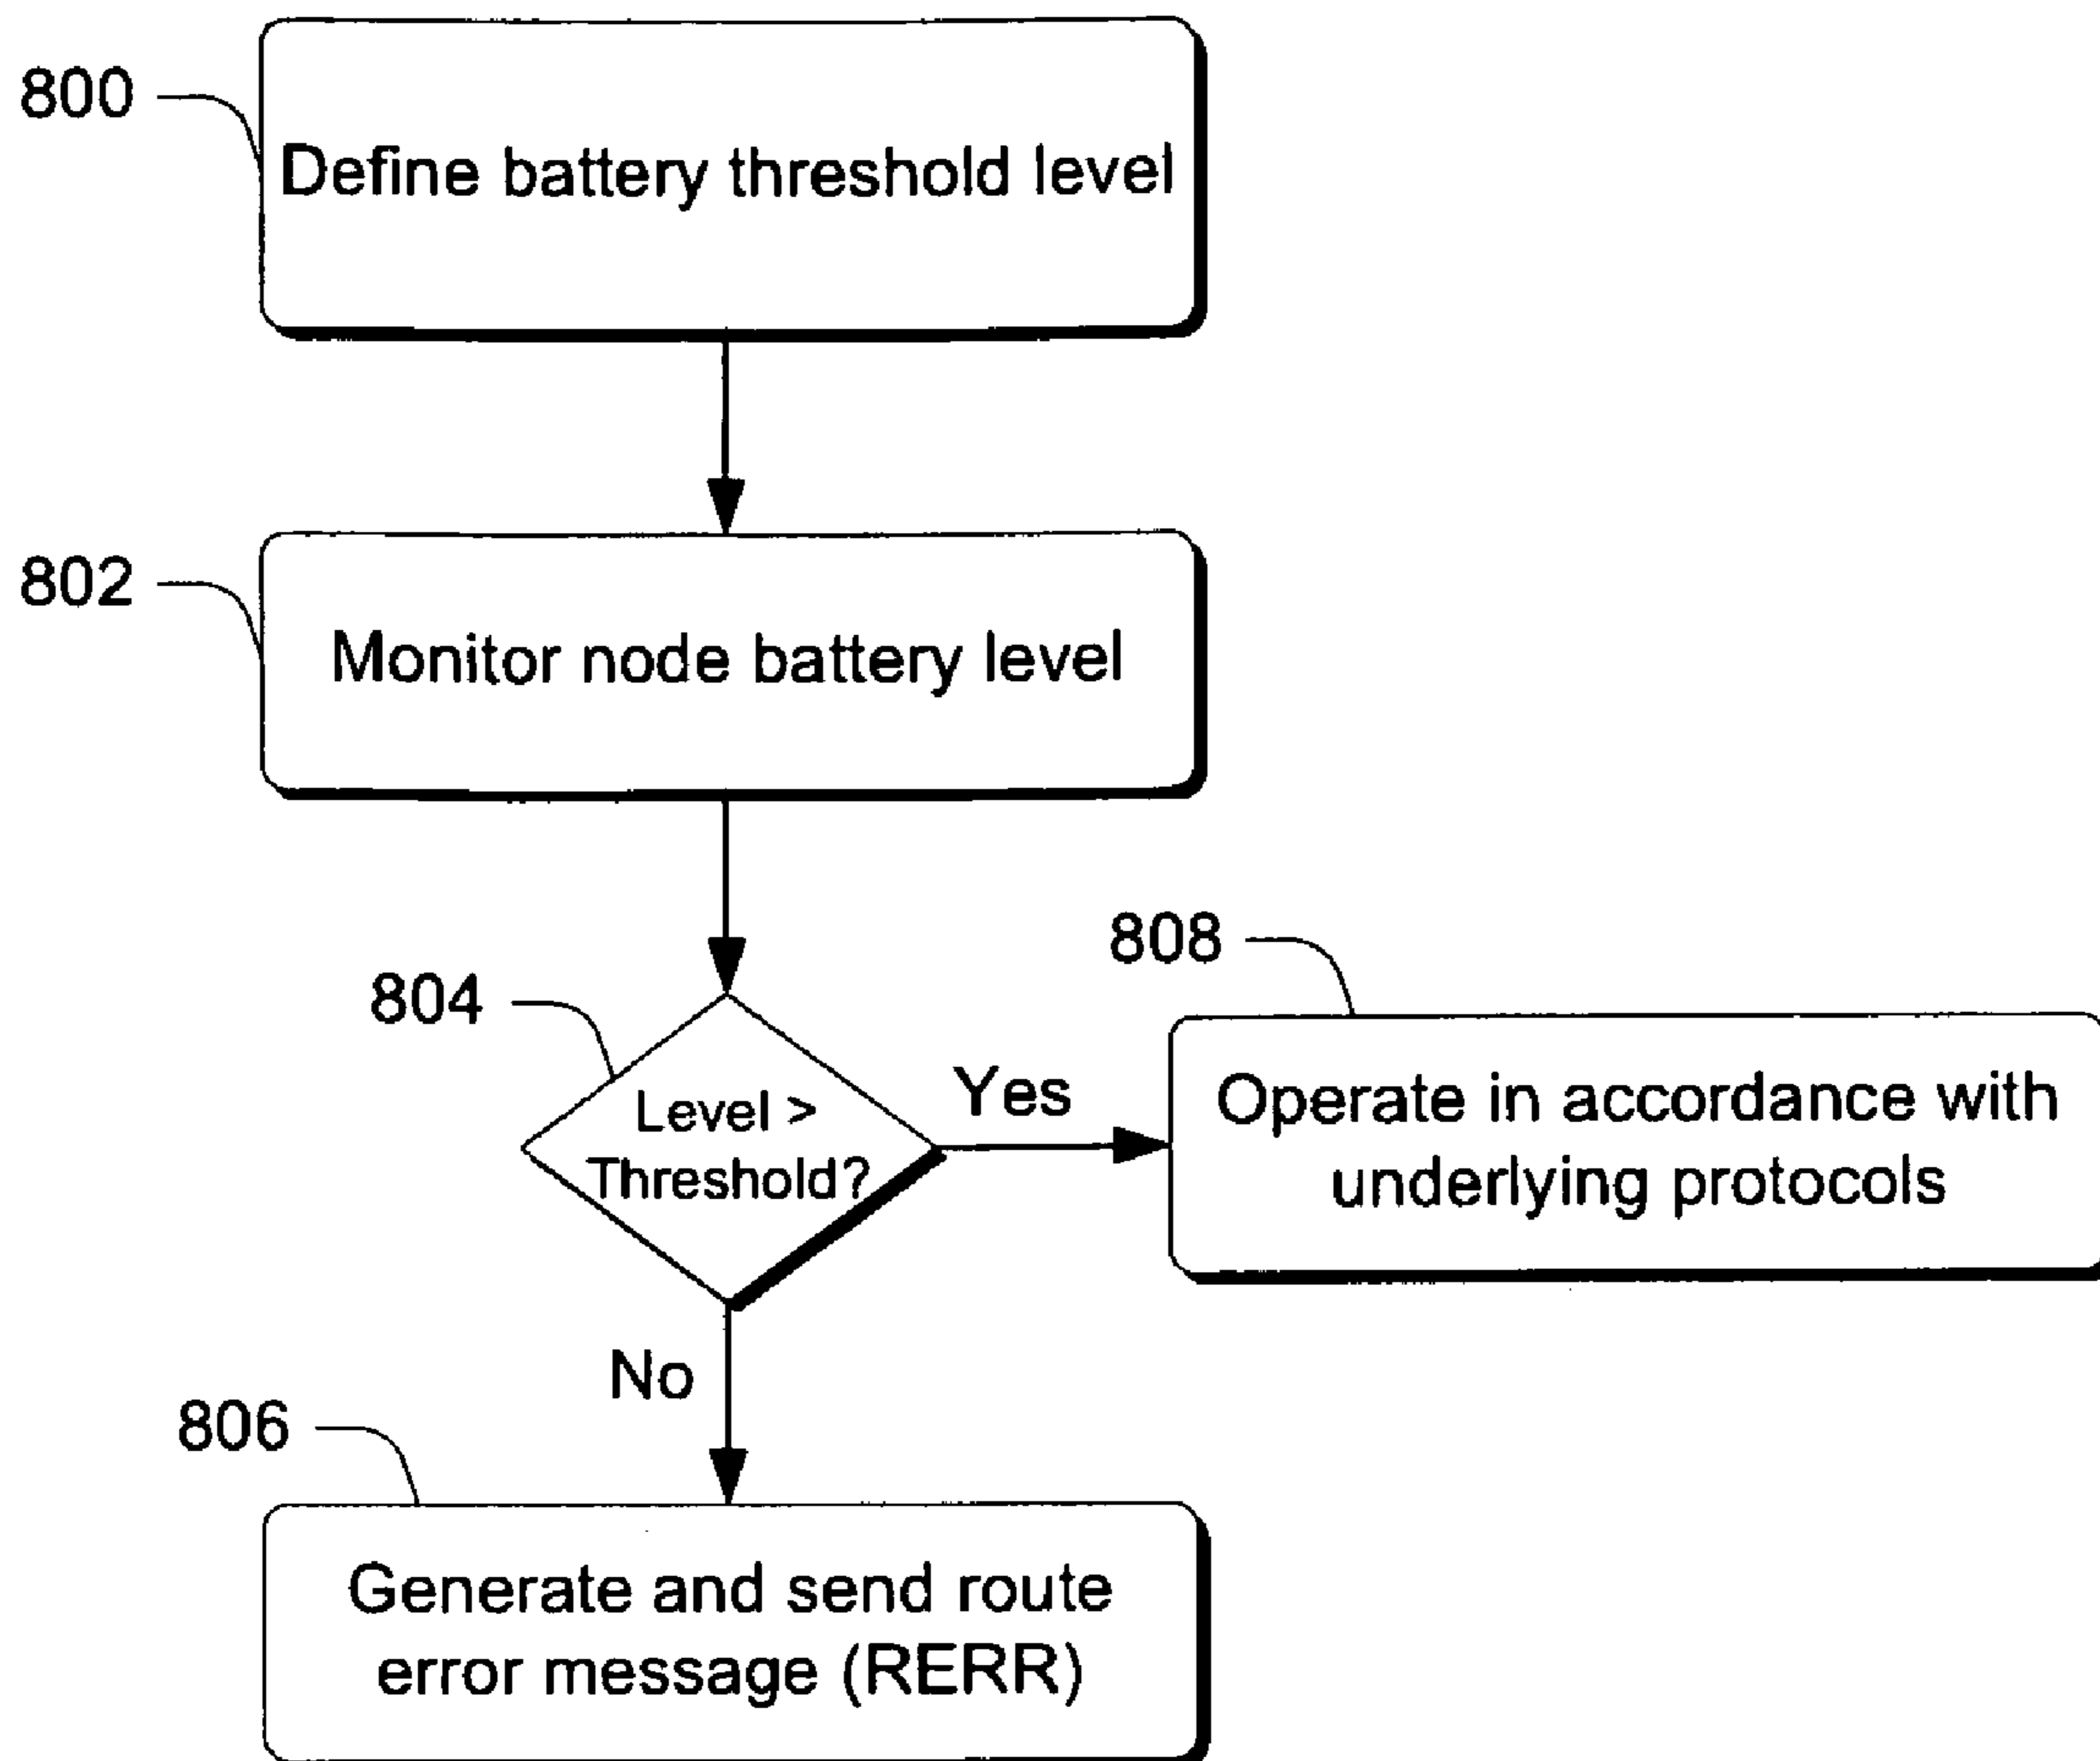 800
Define battery threshold level
802
Monitor node battery level
804
Level >
Threshold?
Yes
808
Operate in accordance with
underlying protocols
No
806
Generate and send route
error message (RERR)